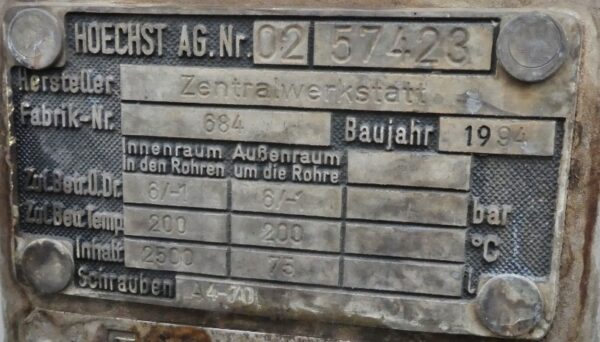 HOECHST AG. Nr. 02 57423
Hersteller Zentralwerkstatt
Fabrik-Nr. 684 Baujahr 1994
Innenraum Außenraum
in den Rohren um die Rohre
Zul. Betr. Ü. Dr. 6/-1 6/-1 bar
Zul. Betr. Temp. 200 200 °C
Inhalt 2500 75 l
Schrauben A4-70